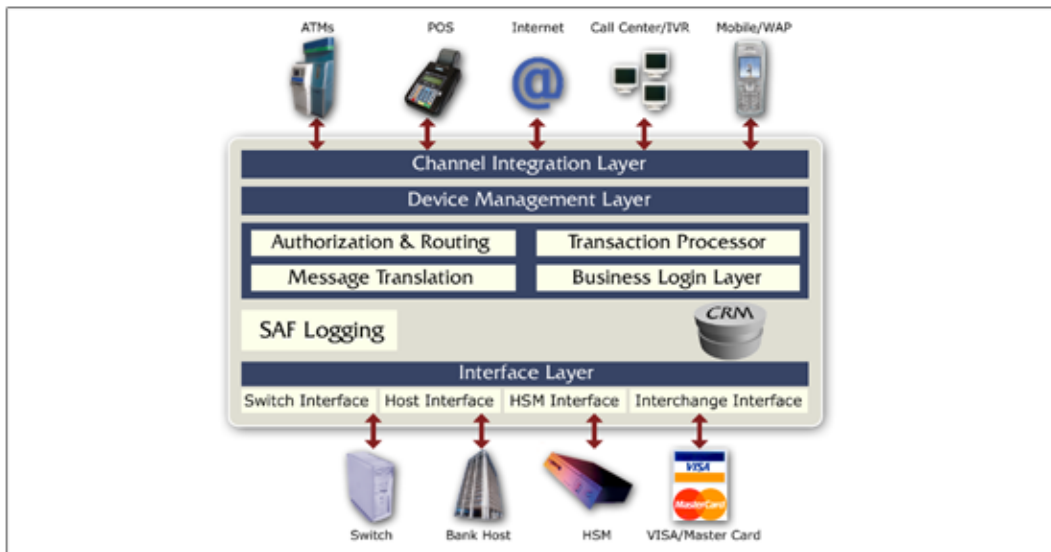 ATMs POS Internet Call Center/IVR Mobile/WAP
Channel Integration Layer
Device Management Layer
Authorization & Routing Transaction Processor
Message Translation Business Login Layer
SAF Logging CRM
Interface Layer
Switch Interface Host Interface HSM Interface Interchange Interface
VISA
MasterCard
Switch Bank Host HSM VISA/Master Card